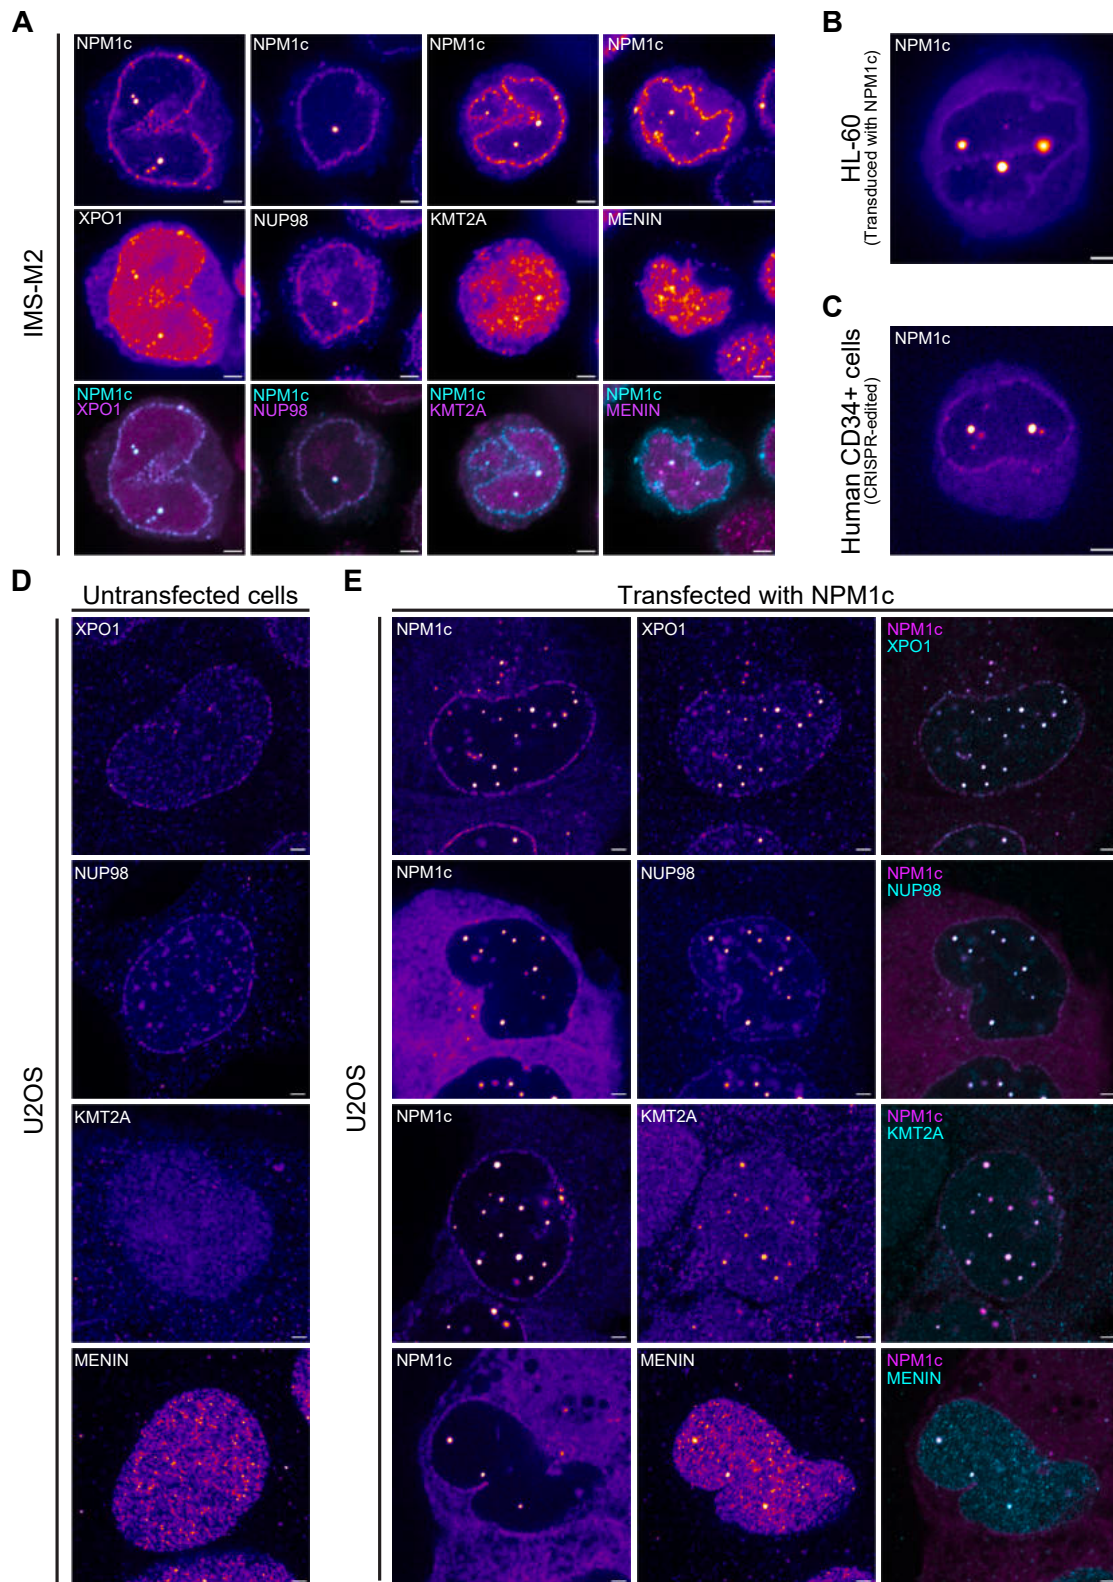 A
B
NPM1c
NPM1c
NPM1c
NPM1c
NPM1c
HL-60
(Transduced with NPM1c)
XPO1
NUP98
KMT2A
MENIN
IMS-M2
C
NPM1c
Human CD34+ cells
(CRISPR-edited)
NPM1c
XPO1
NPM1c
NUP98
NPM1c
KMT2A
NPM1c
MENIN
D
Untransfected cells
E
Transfected with NPM1c
XPO1
NPM1c
XPO1
NPM1c
XPO1
NUP98
NPM1c
NUP98
NPM1c
NUP98
U2OS
U2OS
KMT2A
NPM1c
KMT2A
NPM1c
KMT2A
MENIN
NPM1c
MENIN
NPM1c
MENIN